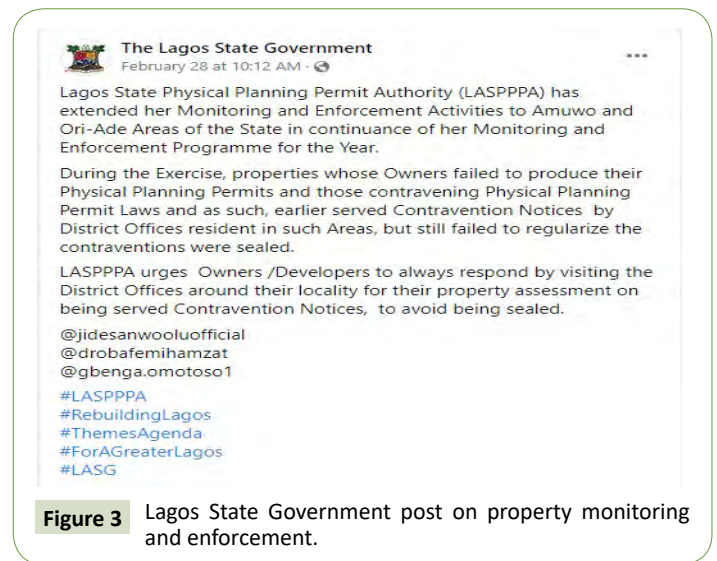 The Lagos State Government
February 28 at 10:12 AM ·
Lagos State Physical Planning Permit Authority (LASPPPA) has
extended her Monitoring and Enforcement Activities to Amuwo and
Ori-Ade Areas of the State in continuance of her Monitoring and
Enforcement Programme for the Year.
During the Exercise, properties whose Owners failed to produce their
Physical Planning Permits and those contravening Physical Planning
Permit Laws and as such, earlier served Contravention Notices by
District Offices resident in such Areas, but still failed to regularize the
contraventions were sealed.
LASPPPA urges Owners /Developers to always respond by visiting the
District Offices around their locality for their property assessment on
being served Contravention Notices, to avoid being sealed.
@jidesanwooluofficial
@drobafemihamzat
@gbenga.omotoso1
#LASPPPA
#RebuildingLagos
#ThemesAgenda
#ForAGreaterLagos
#LASG
Figure 3 Lagos State Government post on property monitoring
and enforcement.